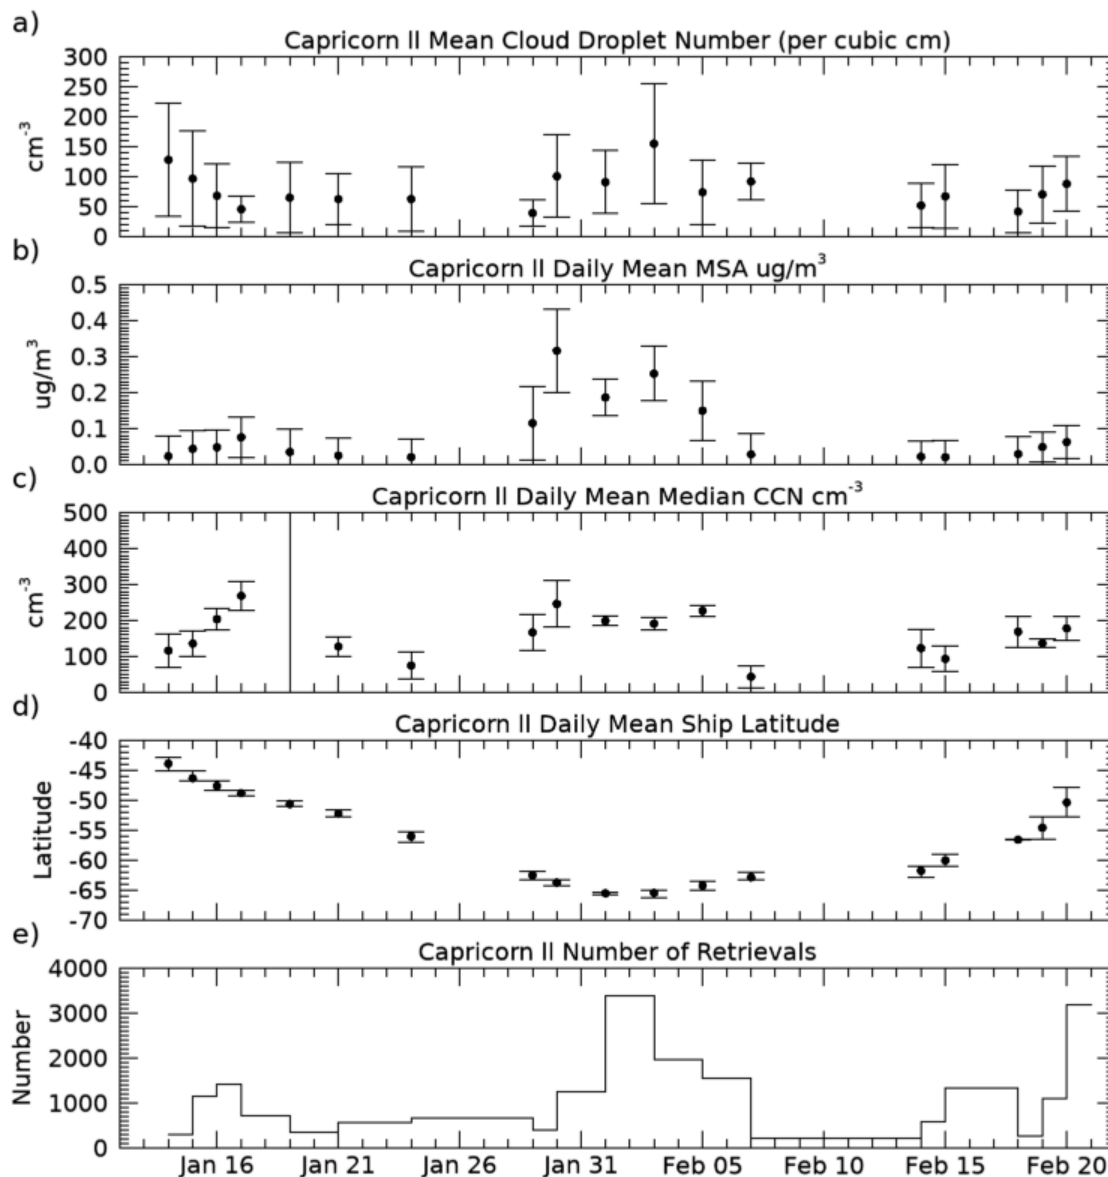 a)
Capricorn II Mean Cloud Droplet Number (per cubic cm)
300
250
200
150
100
50
0
cm⁻³
b)
Capricorn II Daily Mean MSA ug/m³
0.5
0.4
0.3
0.2
0.1
0.0
ug/m³
c)
Capricorn II Daily Mean Median CCN cm⁻³
500
400
300
200
100
0
cm⁻³
d)
Capricorn II Daily Mean Ship Latitude
-40
-45
-50
-55
-60
-65
-70
Latitude
e)
Capricorn II Number of Retrievals
4000
3000
2000
1000
0
Number
Jan 16 Jan 21 Jan 26 Jan 31 Feb 05 Feb 10 Feb 15 Feb 20